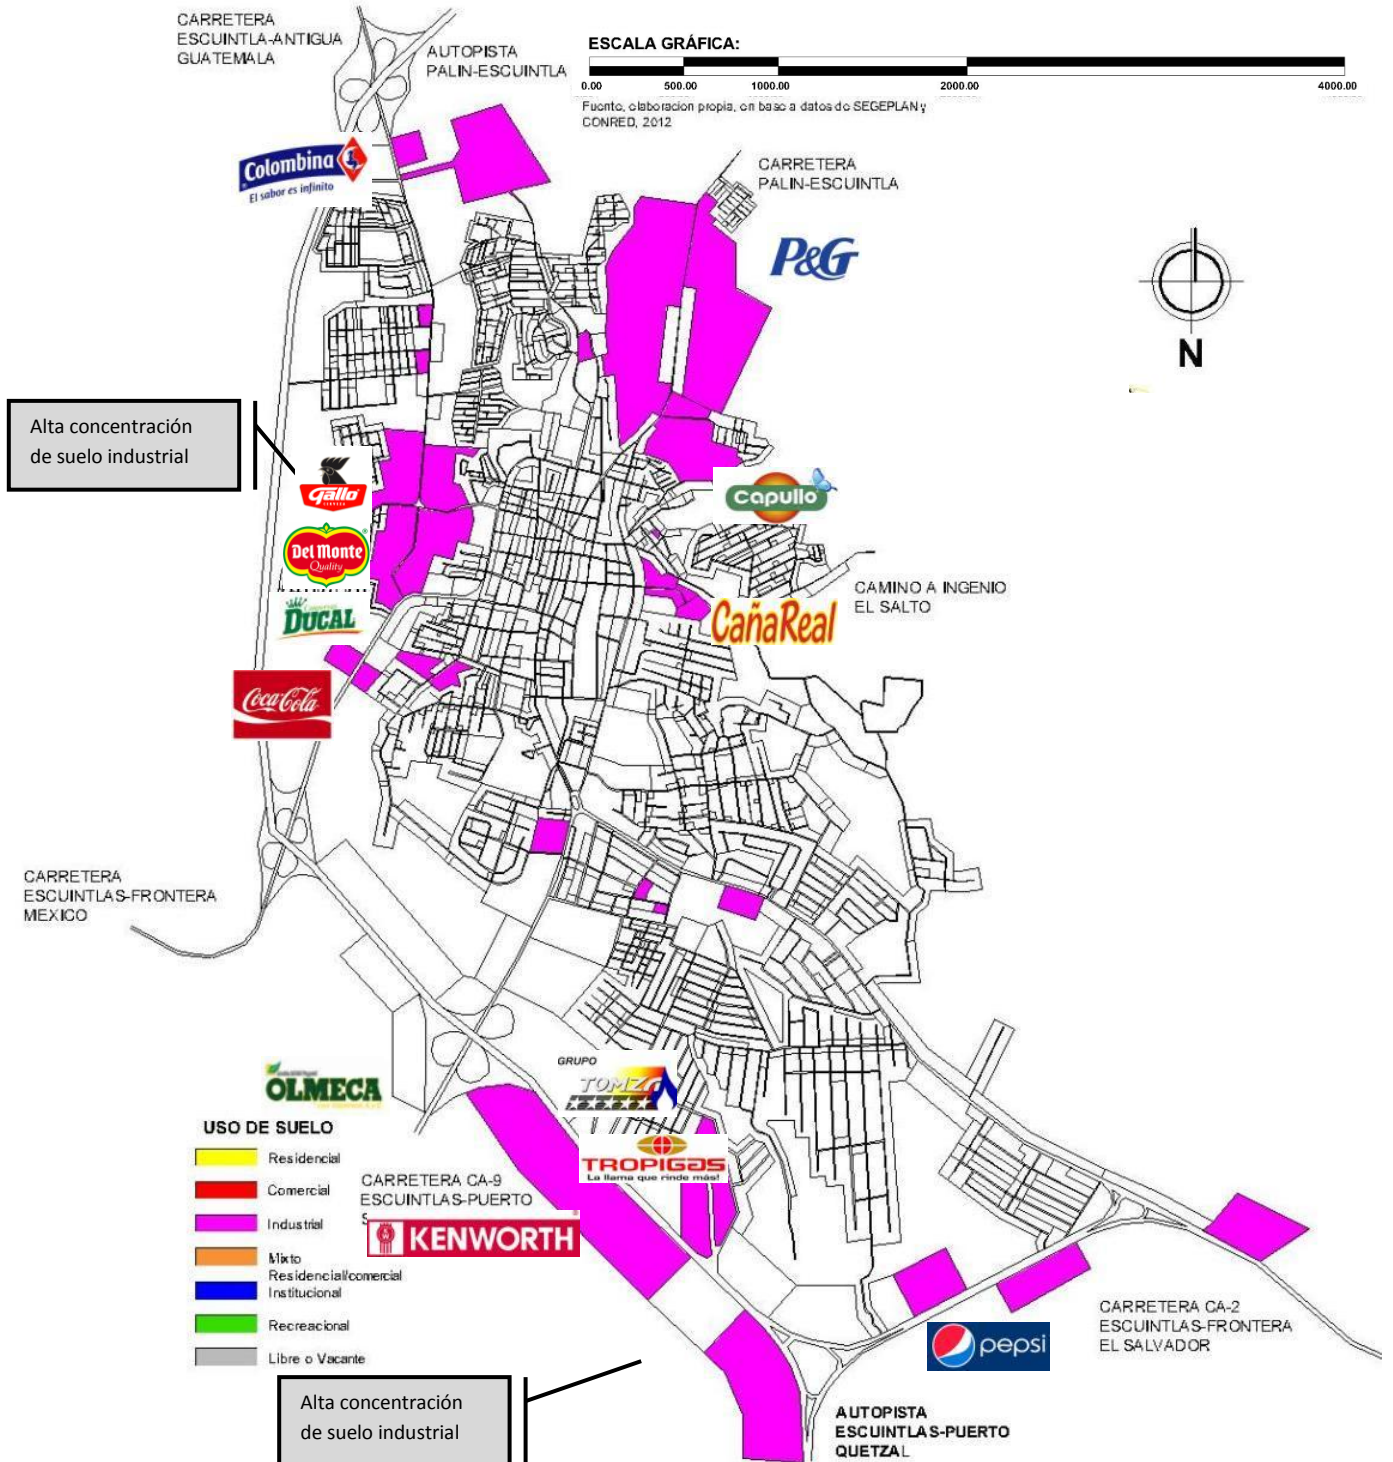 CARRETERA
ESCUINTLA-ANTIGUA
GUATEMALA
AUTOPISTA
PALIN-ESCUINTLA
ESCALA GRÁFICA:
0.00 500.00 1000.00 2000.00 4000.00
Fuente, elaboracion propia, en base a datos de SEGEPLAN y
CONRED, 2012
Colombina
El sabor es infinito
CARRETERA
PALIN-ESCUINTLA
P&G
N
Alta concentración
de suelo industrial
Gallo
CERVEZA
Capullo
Del Monte
Quality
DUCAL
CAMINO A INGENIO
EL SALTO
CañaReal
Coca-Cola
CARRETERA
ESCUINTLAS-FRONTERA
MEXICO
OLMECA
GRUPO
TOMZA
TROPIGAS
La llama que rinde más!
USO DE SUELO
Residencial
Comercial
Industrial
Mixto
Residencial/comercial
Institucional
Recreacional
Libre o Vacante
CARRETERA CA-9
ESCUINTLAS-PUERTO
S
KENWORTH
pepsi
CARRETERA CA-2
ESCUINTLAS-FRONTERA
EL SALVADOR
Alta concentración
de suelo industrial
AUTOPISTA
ESCUINTLAS-PUERTO
QUETZAL